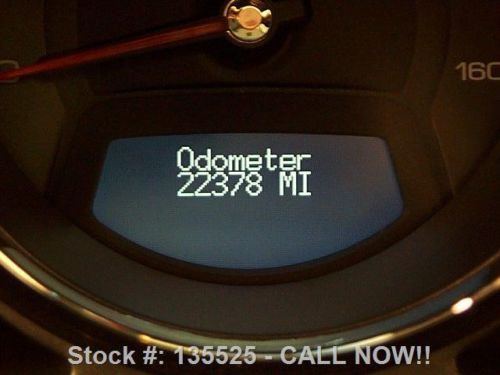 160
Odometer
22378 MI
Stock #: 135525 - CALL NOW!!